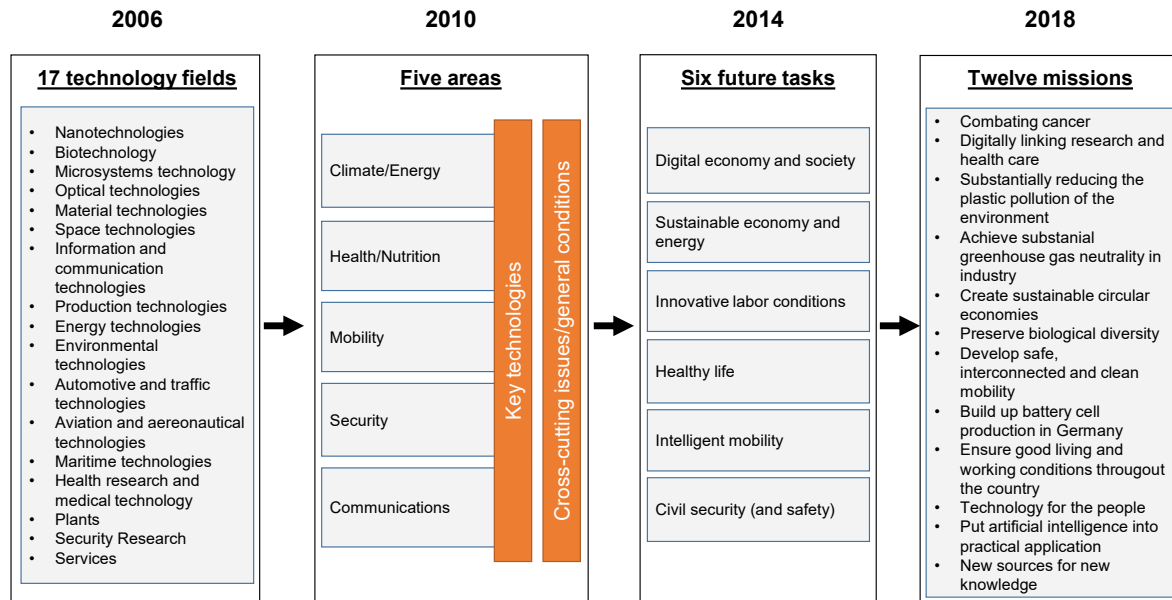 2006
17 technology fields
• Nanotechnologies
• Biotechnology
• Microsystems technology
• Optical technologies
• Material technologies
• Space technologies
• Information and
communication
technologies
• Production technologies
• Energy technologies
• Environmental
technologies
• Automotive and traffic
technologies
• Aviation and aereonautical
technologies
• Maritime technologies
• Health research and
medical technology
• Plants
• Security Research
• Services
2010
Five areas
Climate/Energy
Health/Nutrition
Mobility
Security
Communications
Key technologies
Cross-cutting issues/general conditions
2014
Six future tasks
Digital economy and society
Sustainable economy and
energy
Innovative labor conditions
Healthy life
Intelligent mobility
Civil security (and safety)
2018
Twelve missions
• Combating cancer
• Digitally linking research and
health care
• Substantially reducing the
plastic pollution of the
environment
• Achieve substanial
greenhouse gas neutrality in
industry
• Create sustainable circular
economies
• Preserve biological diversity
• Develop safe,
interconnected and clean
mobility
• Build up battery cell
production in Germany
• Ensure good living and
working conditions througout
the country
• Technology for the people
• Put artificial intelligence into
practical application
• New sources for new
knowledge